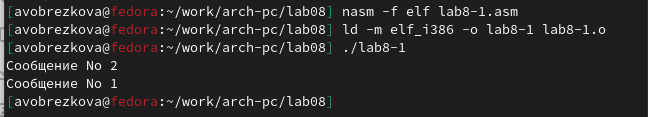 [avobrezkova@fedora:~/work/arch-pc/lab08] nasm -f elf lab8-1.asm
[avobrezkova@fedora:~/work/arch-pc/lab08] ld -m elf_i386 -o lab8-1 lab8-1.o
[avobrezkova@fedora:~/work/arch-pc/lab08] ./lab8-1
Сообщение No 2
Сообщение No 1
[avobrezkova@fedora:~/work/arch-pc/lab08]